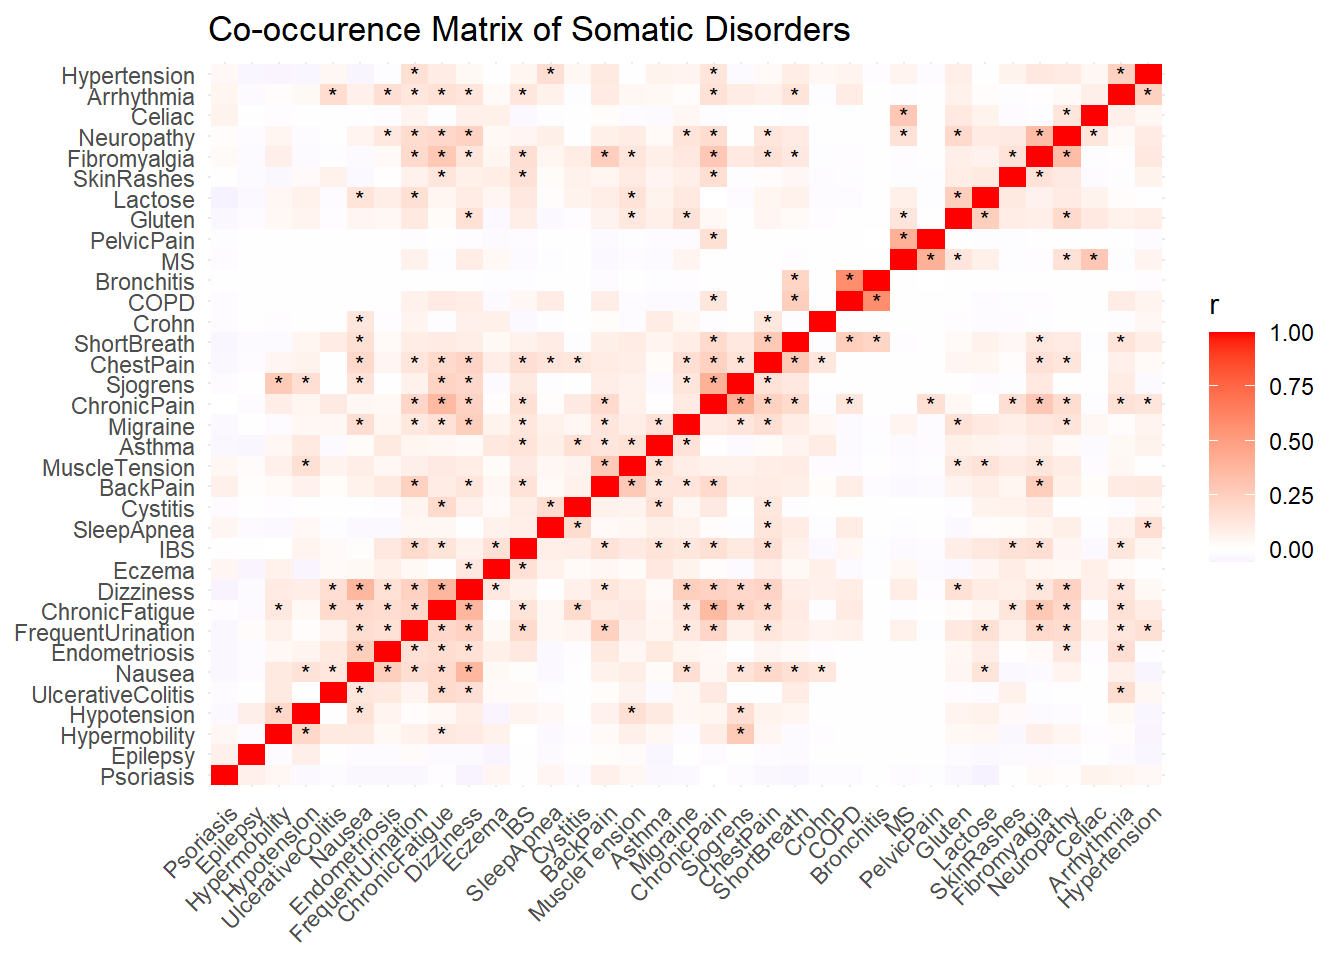 Co-occurence Matrix of Somatic Disorders
Hypertension
Arrhythmia
Celiac
Neuropathy
Fibromyalgia
SkinRashes
Lactose
Gluten
PelvicPain
MS
Bronchitis
COPD
Crohn
ShortBreath
ChestPain
Sjogrens
ChronicPain
Migraine
Asthma
MuscleTension
BackPain
Cystitis
SleepApnea
IBS
Eczema
Dizziness
ChronicFatigue
FrequentUrination
Endometriosis
Nausea
UlcerativeColitis
Hypotension
Hypermobility
Epilepsy
Psoriasis
Psoriasis
Epilepsy
Hypermobility
Hypotension
UlcerativeColitis
Nausea
Endometriosis
FrequentUrination
ChronicFatigue
Dizziness
Eczema
IBS
SleepApnea
Cystitis
BackPain
MuscleTension
Asthma
Migraine
ChronicPain
Sjogrens
ChestPain
ShortBreath
Crohn
COPD
Bronchitis
MS
PelvicPain
Gluten
Lactose
SkinRashes
Fibromyalgia
Neuropathy
Celiac
Arrhythmia
Hypertension
r
1.00
0.75
0.50
0.25
0.00